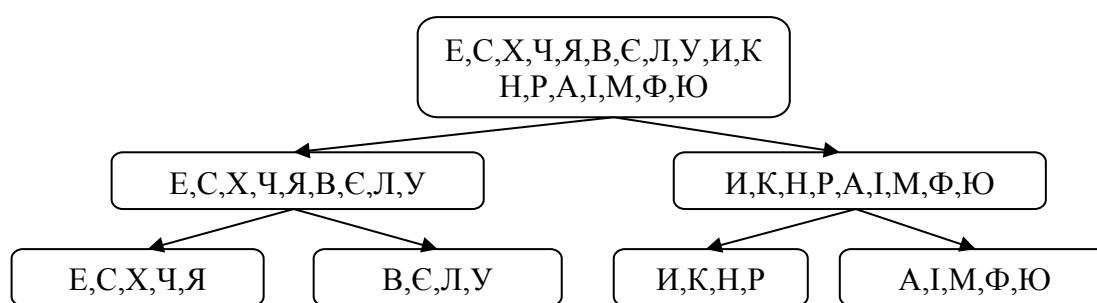 Е,С,Х,Ч,Я,В,Є,Л,У,И,К
Н,Р,А,І,М,Ф,Ю
Е,С,Х,Ч,Я,В,Є,Л,У
И,К,Н,Р,А,І,М,Ф,Ю
Е,С,Х,Ч,Я
В,Є,Л,У
И,К,Н,Р
А,І,М,Ф,Ю